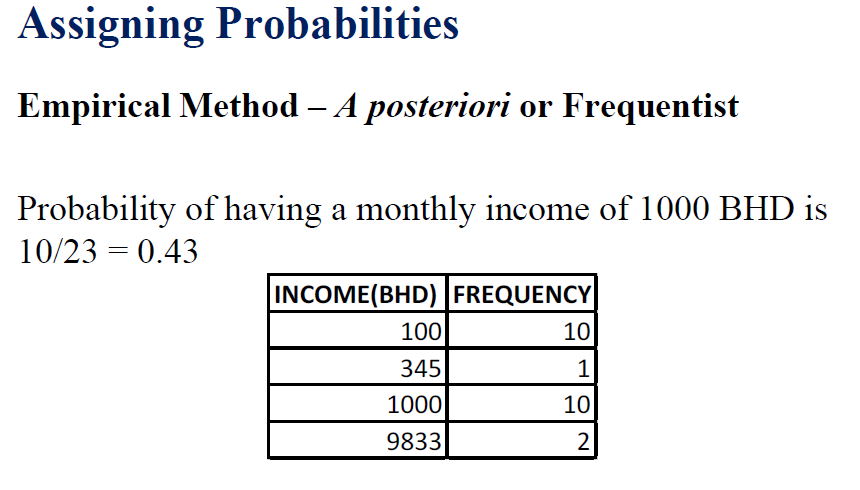 Assigning Probabilities
Empirical Method – A posteriori or Frequentist
Probability of having a monthly income of 1000 BHD is
10/23 = 0.43
INCOME(BHD) FREQUENCY
100 10
345 1
1000 10
9833 2